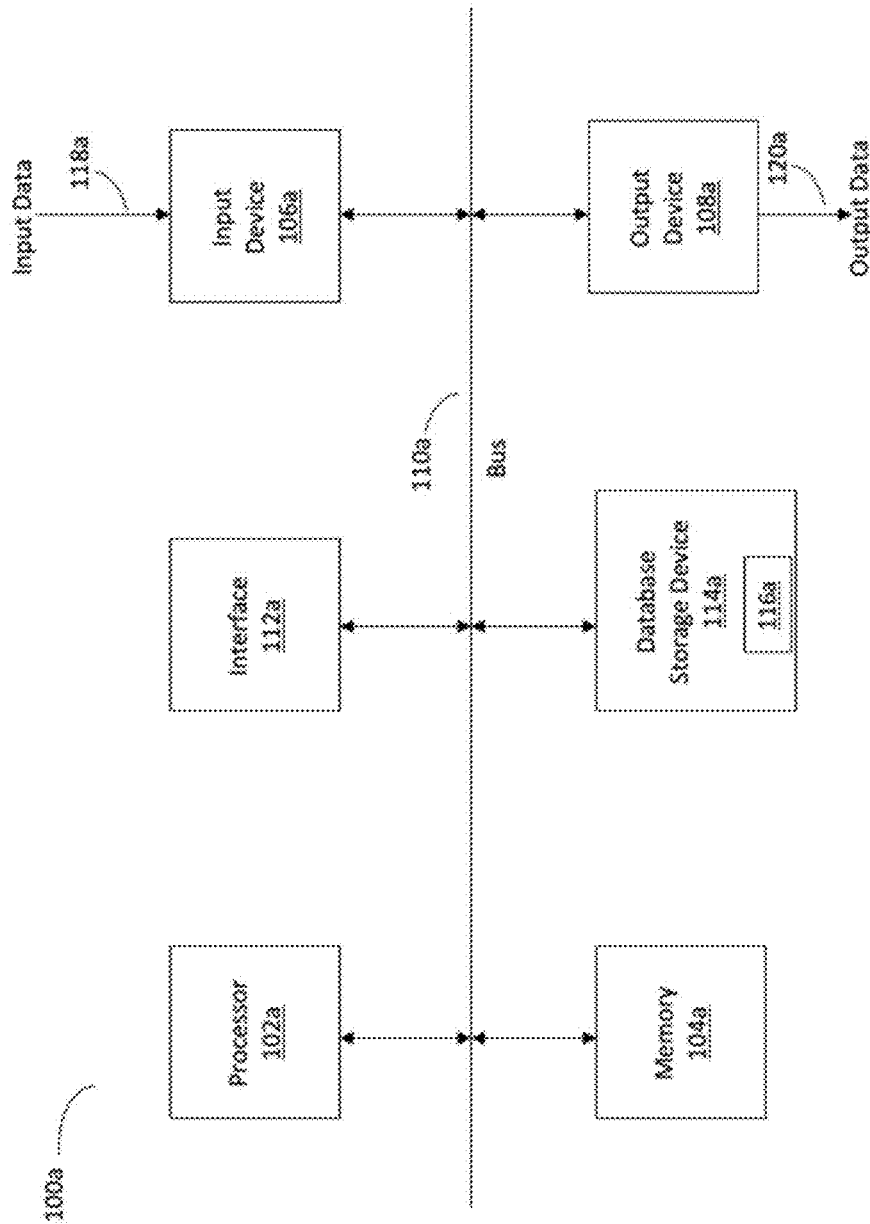 100a
Processor
102a
Interface
112a
Input Data
118a
Input
Device
106a
110a
Bus
Memory
104a
Database
Storage Device
114a
116a
Output
Device
108a
120a
Output Data